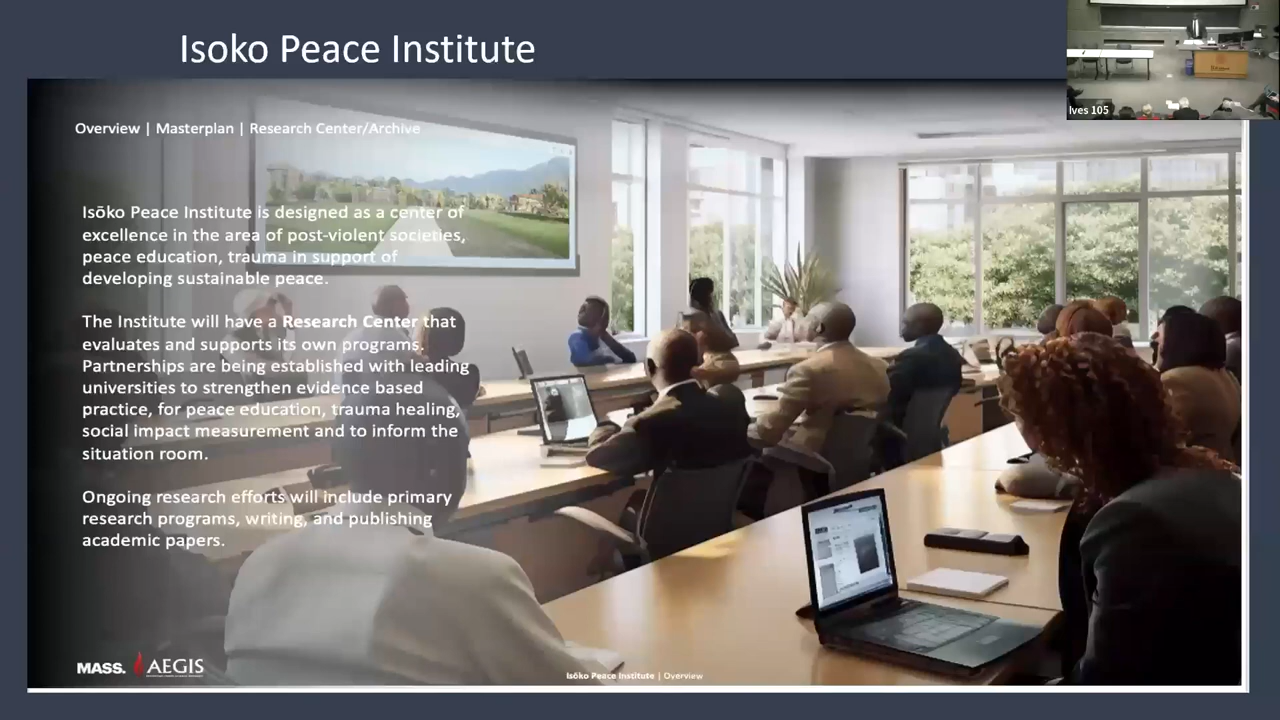 Isoko Peace Institute
Ives 105
Overview | Masterplan | Research Center/Archive
Isōko Peace Institute is designed as a center of
excellence in the area of post-violent societies,
peace education, trauma in support of
developing sustainable peace.
The Institute will have a Research Center that
evaluates and supports its own programs.
Partnerships are being established with leading
universities to strengthen evidence based
practice, for peace education, trauma healing,
social impact measurement and to inform the
situation room.
Ongoing research efforts will include primary
research programs, writing, and publishing
academic papers.
MASS. AEGIS
Isōko Peace Institute | Overview